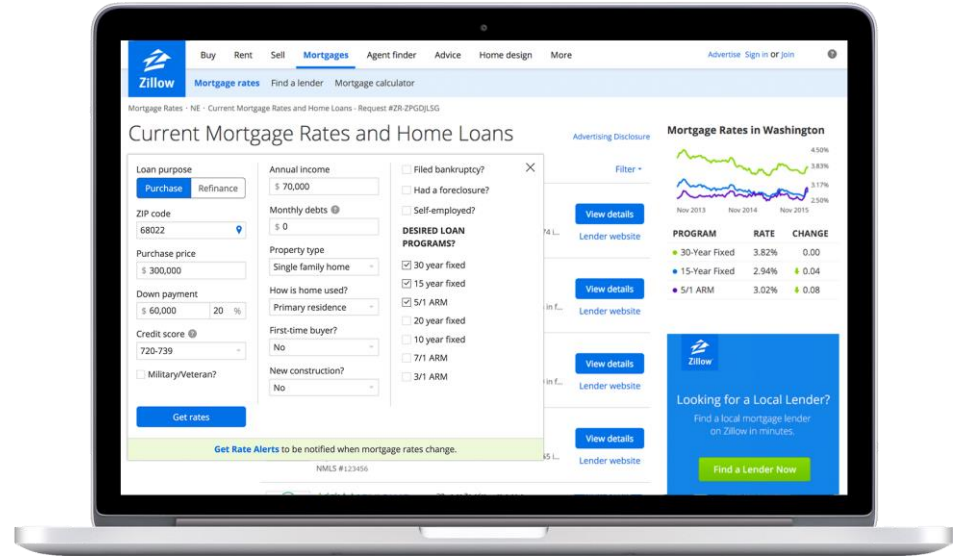 Zillow
Buy Rent Sell Mortgages Agent finder Advice Home design More
Advertise Sign in or Join
Mortgage rates Find a lender Mortgage calculator
Mortgage Rates · NE · Current Mortgage Rates and Home Loans - Request #ZR-ZPGDJLSG
Current Mortgage Rates and Home Loans
Advertising Disclosure
Filter
Loan purpose
Purchase Refinance
ZIP code
68022
Purchase price
$ 300,000
Down payment
$ 60,000 20 %
Credit score
720-739
Military/Veteran?
Get rates
Annual income
$ 70,000
Monthly debts
$ 0
Property type
Single family home
How is home used?
Primary residence
First-time buyer?
No
New construction?
No
Filed bankruptcy?
Had a foreclosure?
Self-employed?
DESIRED LOAN
PROGRAMS?
30 year fixed
15 year fixed
5/1 ARM
20 year fixed
10 year fixed
7/1 ARM
3/1 ARM
Get Rate Alerts to be notified when mortgage rates change.
NMLS #123456
View details
Lender website
View details
Lender website
View details
Lender website
View details
Lender website
Mortgage Rates in Washington
4.50%
3.83%
3.17%
2.50%
Nov 2013 Nov 2014 Nov 2015
PROGRAM RATE CHANGE
30-Year Fixed 3.82% 0.00
15-Year Fixed 2.94% 0.04
5/1 ARM 3.02% 0.08
Zillow
Looking for a Local Lender?
Find a local mortgage lender
on Zillow in minutes.
Find a Lender Now